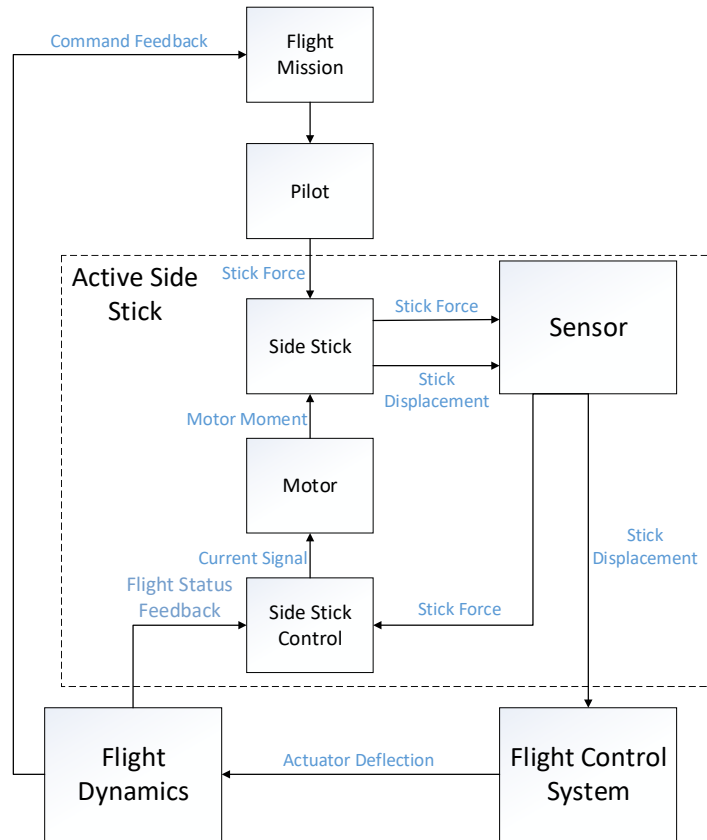 Command Feedback
Flight
Mission
Pilot
Active Side
Stick
Stick Force
Side Stick
Stick Force
Sensor
Stick
Displacement
Motor Moment
Motor
Stick
Displacement
Current Signal
Flight Status
Feedback
Side Stick
Control
Stick Force
Flight
Dynamics
Actuator Deflection
Flight Control
System